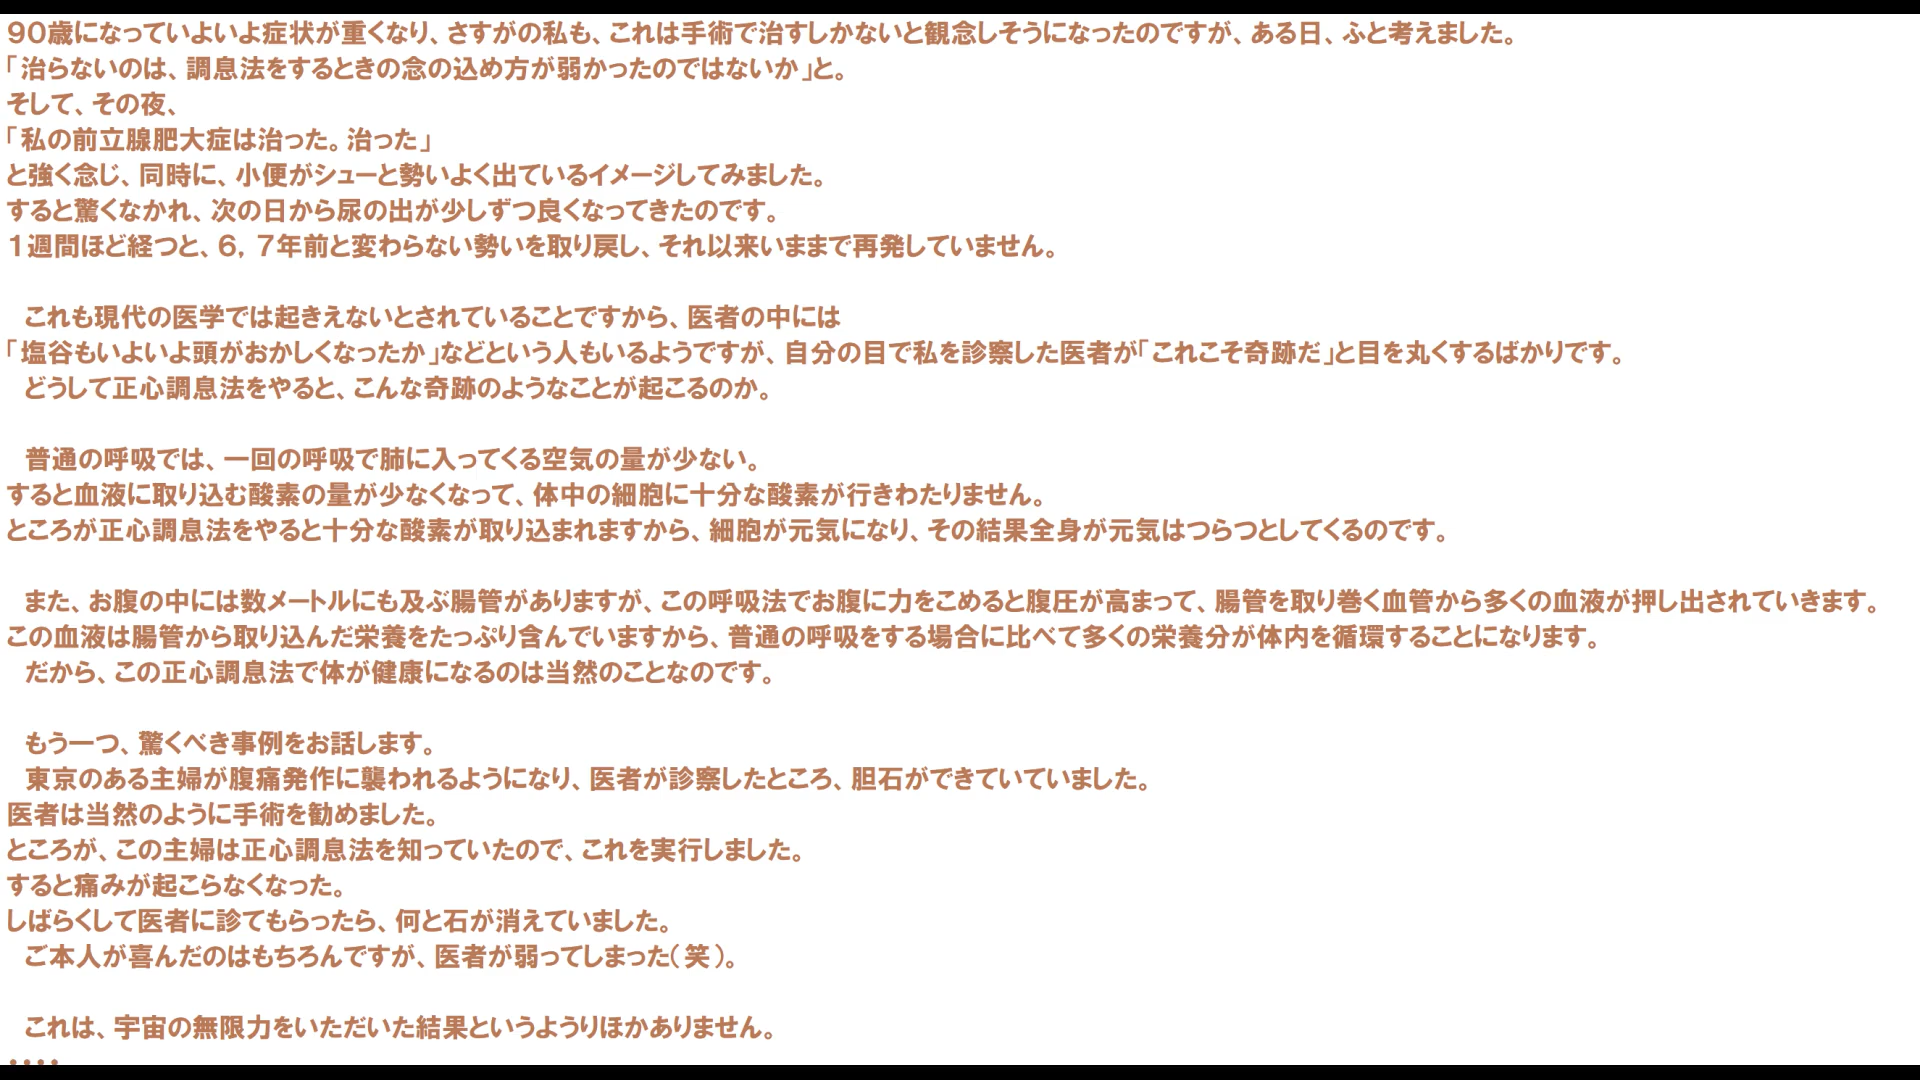 90歳になっていよいよ症状が重くなり、さすがの私も、これは手術で治すしかないと観念しそうになったのですが、ある日、ふと考えました。
「治らないのは、調息法をするときの念の込め方が弱かったのではないか」と。
そして、その夜、
「私の前立腺肥大症は治った。治った」
と強く念じ、同時に、小便がシューと勢いよく出ているイメージしてみました。
すると驚くなかれ、次の日から尿の出が少しずつ良くなってきたのです。
1週間ほど経つと、6，7年前と変わらない勢いを取り戻し、それ以来いままで再発していません。
　これも現代の医学では起きえないとされていることですから、医者の中には
「塩谷もいよいよ頭がおかしくなったか」などという人もいるようですが、自分の目で私を診察した医者が「これこそ奇跡だ」と目を丸くするばかりです。
　どうして正心調息法をやると、こんな奇跡のようなことが起こるのか。
　普通の呼吸では、一回の呼吸で肺に入ってくる空気の量が少ない。
すると血液に取り込む酸素の量が少なくなって、体中の細胞に十分な酸素が行きわたりません。
ところが正心調息法をやると十分な酸素が取り込まれますから、細胞が元気になり、その結果全身が元気はつらつとしてくるのです。
　また、お腹の中には数メートルにも及ぶ腸管がありますが、この呼吸法でお腹に力をこめると腹圧が高まって、腸管を取り巻く血管から多くの血液が押し出されていきます。
この血液は腸管から取り込んだ栄養をたっぷり含んでいますから、普通の呼吸をする場合に比べて多くの栄養分が体内を循環することになります。
　だから、この正心調息法で体が健康になるのは当然のことなのです。
　もう一つ、驚くべき事例をお話します。
　東京のある主婦が腹痛発作に襲われるようになり、医者が診察したところ、胆石ができていていました。
医者は当然のように手術を勧めました。
ところが、この主婦は正心調息法を知っていたので、これを実行しました。
すると痛みが起こらなくなった。
しばらくして医者に診てもらったら、何と石が消えていました。
　ご本人が喜んだのはもちろんですが、医者が弱ってしまった（笑）。
　これは、宇宙の無限力をいただいた結果というようりほかありません。
・・・・